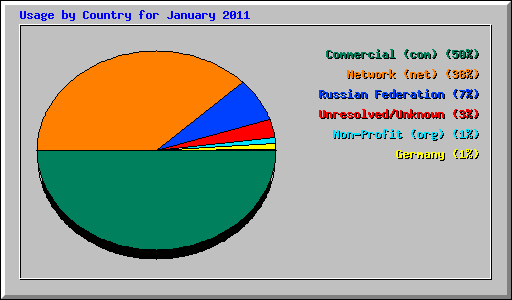 Usage by Country for January 2011
Commercial (com) (50%)
Network (net) (38%)
Russian Federation (7%)
Unresolved/Unknown (3%)
Non-Profit (org) (1%)
Germany (1%)